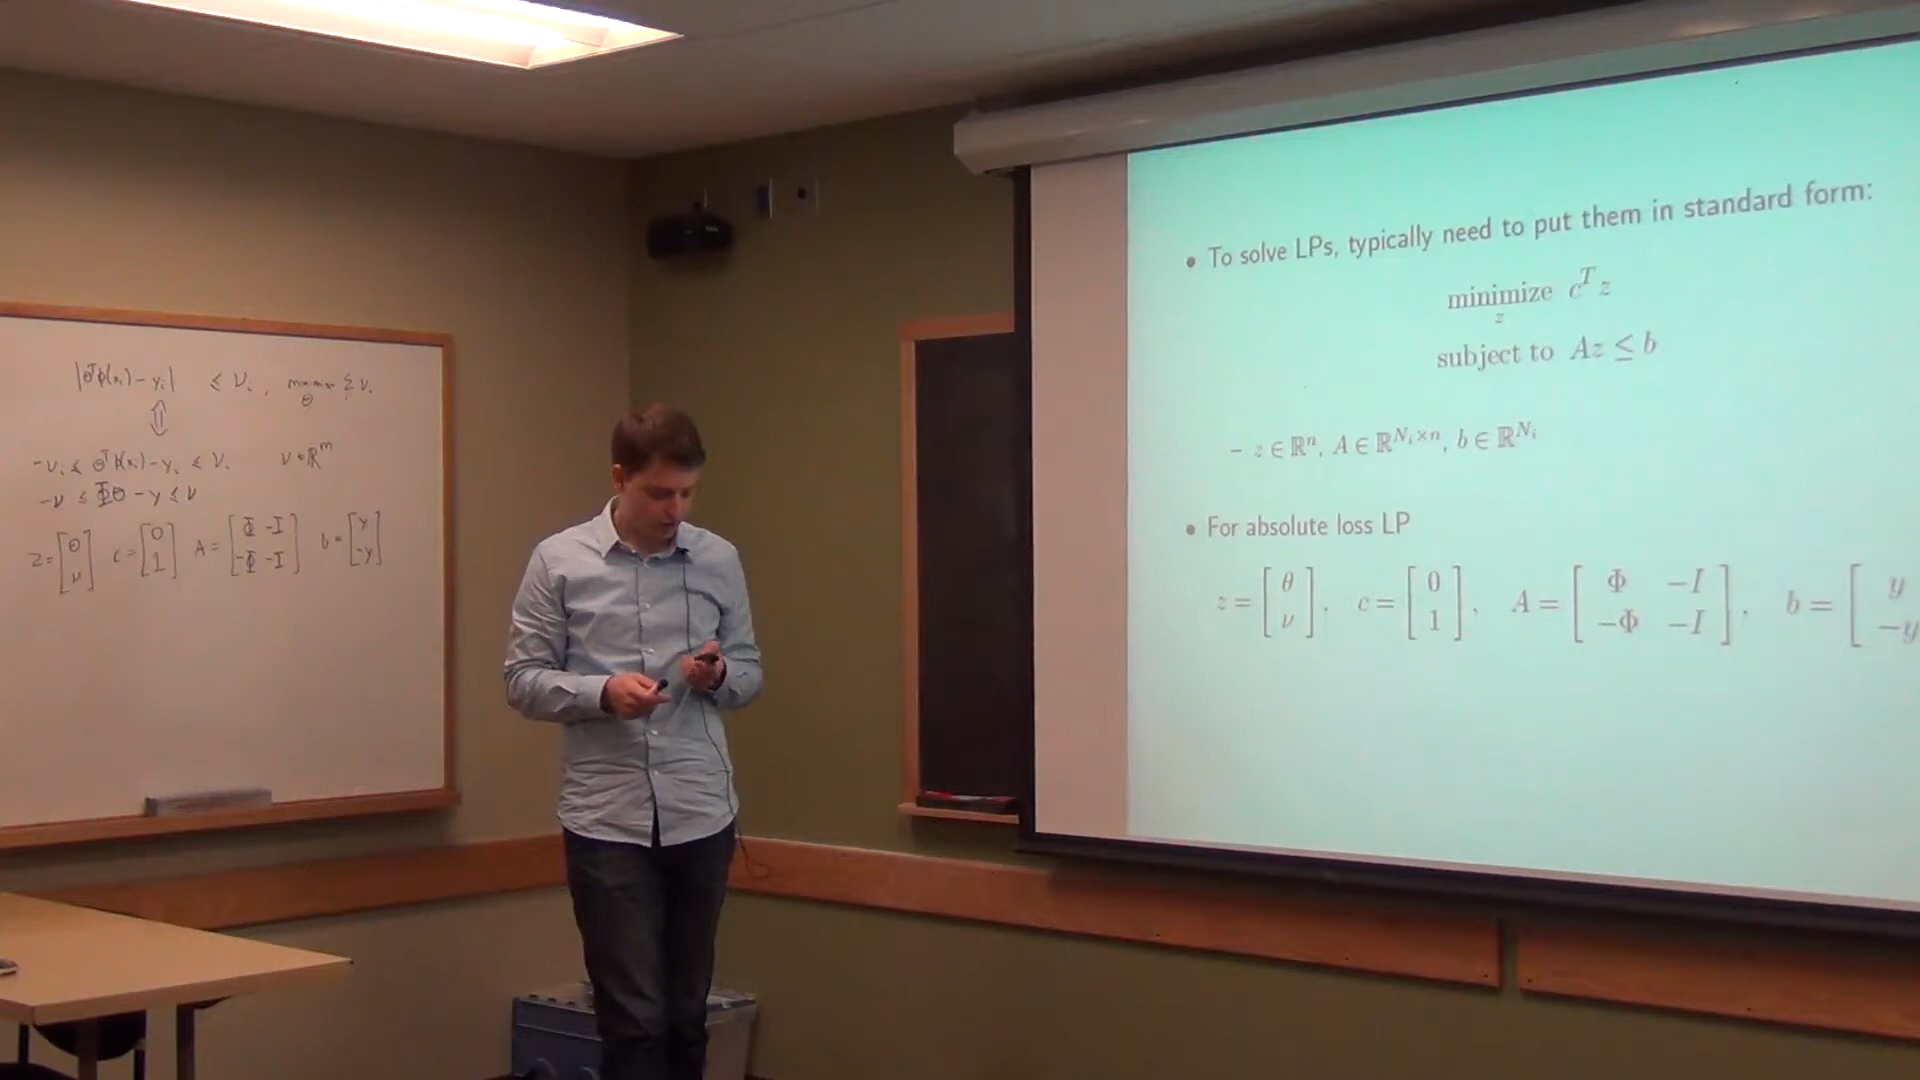 |θᵀϕ(xᵢ) − yᵢ| ≤ νᵢ, minimize Σ νᵢ
θ i
⇕
−νᵢ ≤ θᵀϕ(xᵢ) − yᵢ ≤ νᵢ ν ∈ ℝᵐ
−ν ≤ Φθ − y ≤ ν
z = [θ; ν] c = [0; 1] A = [Φ −I; −Φ −I] b = [y; −y]
• To solve LPs, typically need to put them in standard form:
minimize cᵀz
z
subject to Az ≤ b
− z ∈ ℝⁿ, A ∈ ℝ^{Nᵢ×n}, b ∈ ℝ^{Nᵢ}
• For absolute loss LP
z = [θ; ν], c = [0; 1], A = [Φ −I; −Φ −I], b = [y; −y